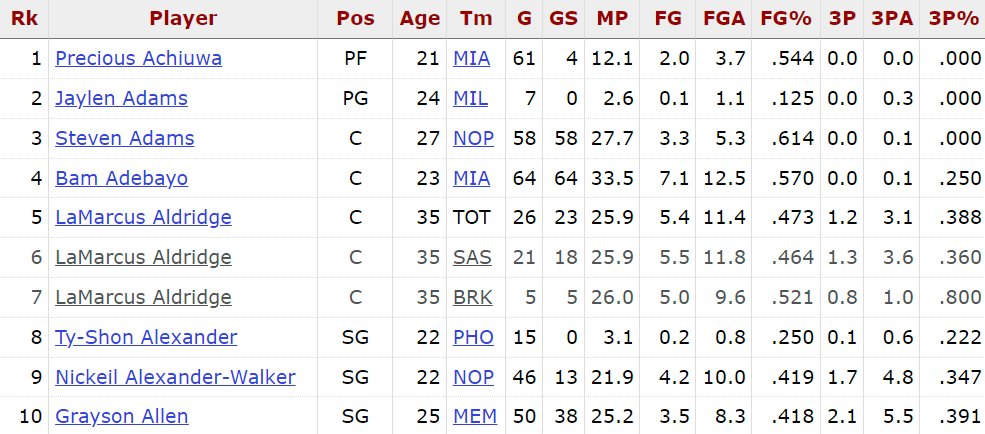 Rk Player Pos Age Tm G GS MP FG FGA FG% 3P 3PA 3P%
1 Precious Achiuwa PF 21 MIA 61 4 12.1 2.0 3.7 .544 0.0 0.0 .000
2 Jaylen Adams PG 24 MIL 7 0 2.6 0.1 1.1 .125 0.0 0.3 .000
3 Steven Adams C 27 NOP 58 58 27.7 3.3 5.3 .614 0.0 0.1 .000
4 Bam Adebayo C 23 MIA 64 64 33.5 7.1 12.5 .570 0.0 0.1 .250
5 LaMarcus Aldridge C 35 TOT 26 23 25.9 5.4 11.4 .473 1.2 3.1 .388
6 LaMarcus Aldridge C 35 SAS 21 18 25.9 5.5 11.8 .464 1.3 3.6 .360
7 LaMarcus Aldridge C 35 BRK 5 5 26.0 5.0 9.6 .521 0.8 1.0 .800
8 Ty-Shon Alexander SG 22 PHO 15 0 3.1 0.2 0.8 .250 0.1 0.6 .222
9 Nickeil Alexander-Walker SG 22 NOP 46 13 21.9 4.2 10.0 .419 1.7 4.8 .347
10 Grayson Allen SG 25 MEM 50 38 25.2 3.5 8.3 .418 2.1 5.5 .391